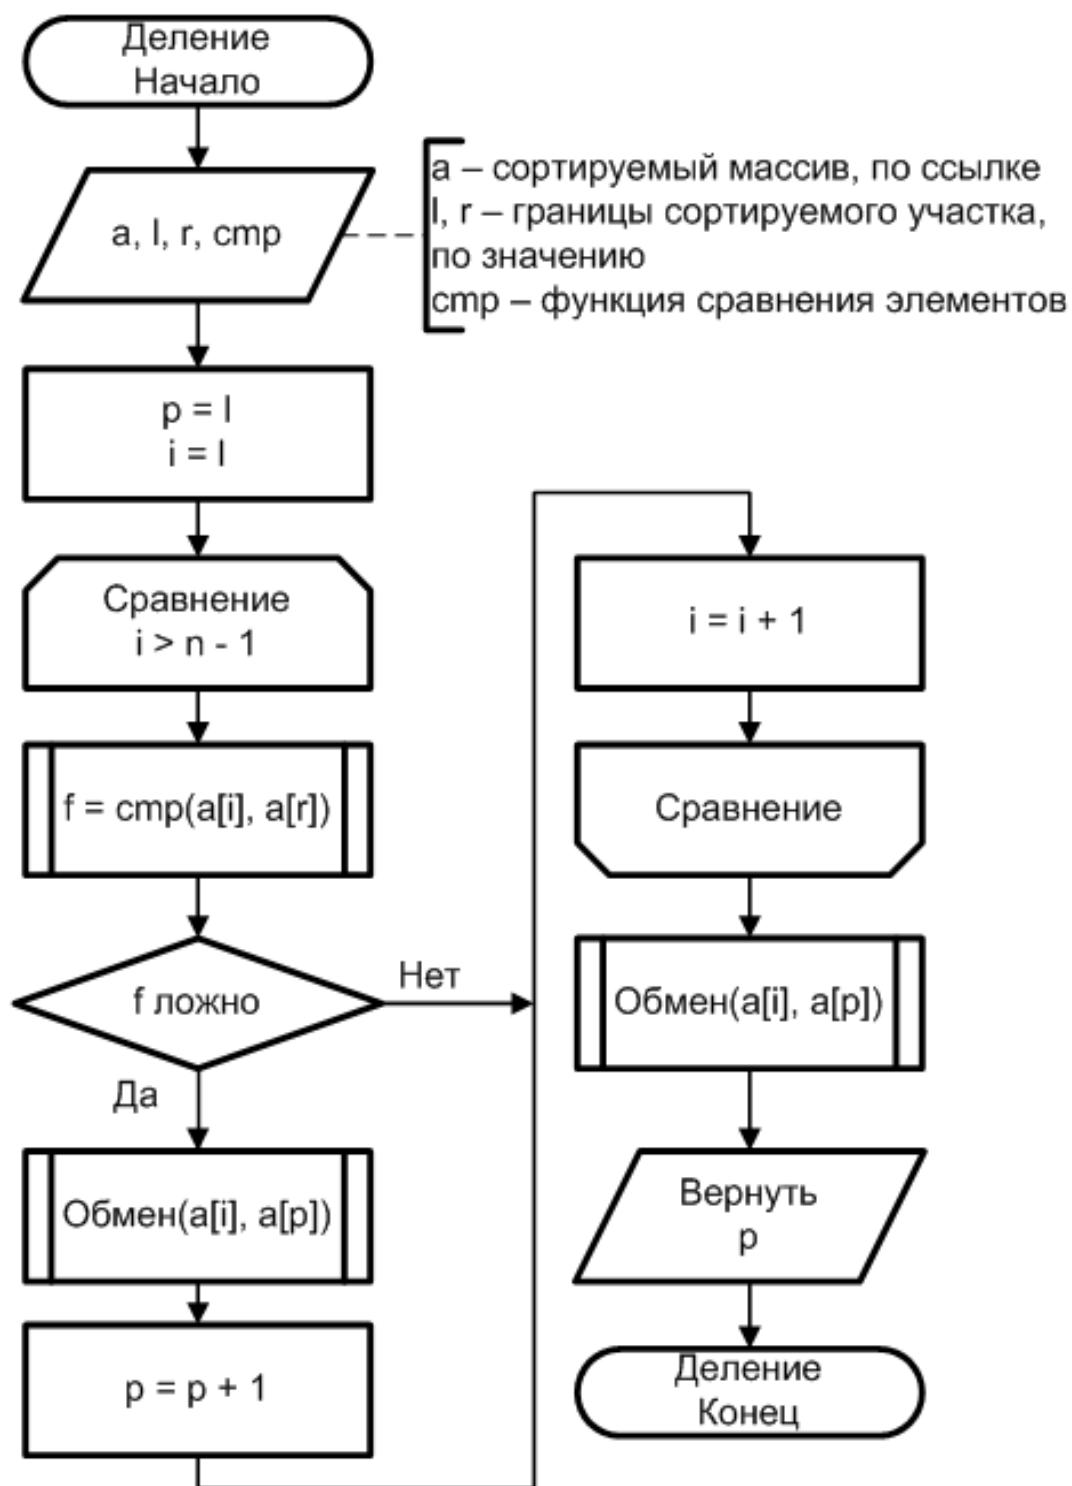 Деление
Начало
a, l, r, cmp
a – сортируемый массив, по ссылке
l, r – границы сортируемого участка,
по значению
cmp – функция сравнения элементов
p = l
i = l
Сравнение
i > n - 1
f = cmp(a[i], a[r])
f ложно
Нет
Да
Обмен(a[i], a[p])
p = p + 1
i = i + 1
Сравнение
Обмен(a[i], a[p])
Вернуть
p
Деление
Конец